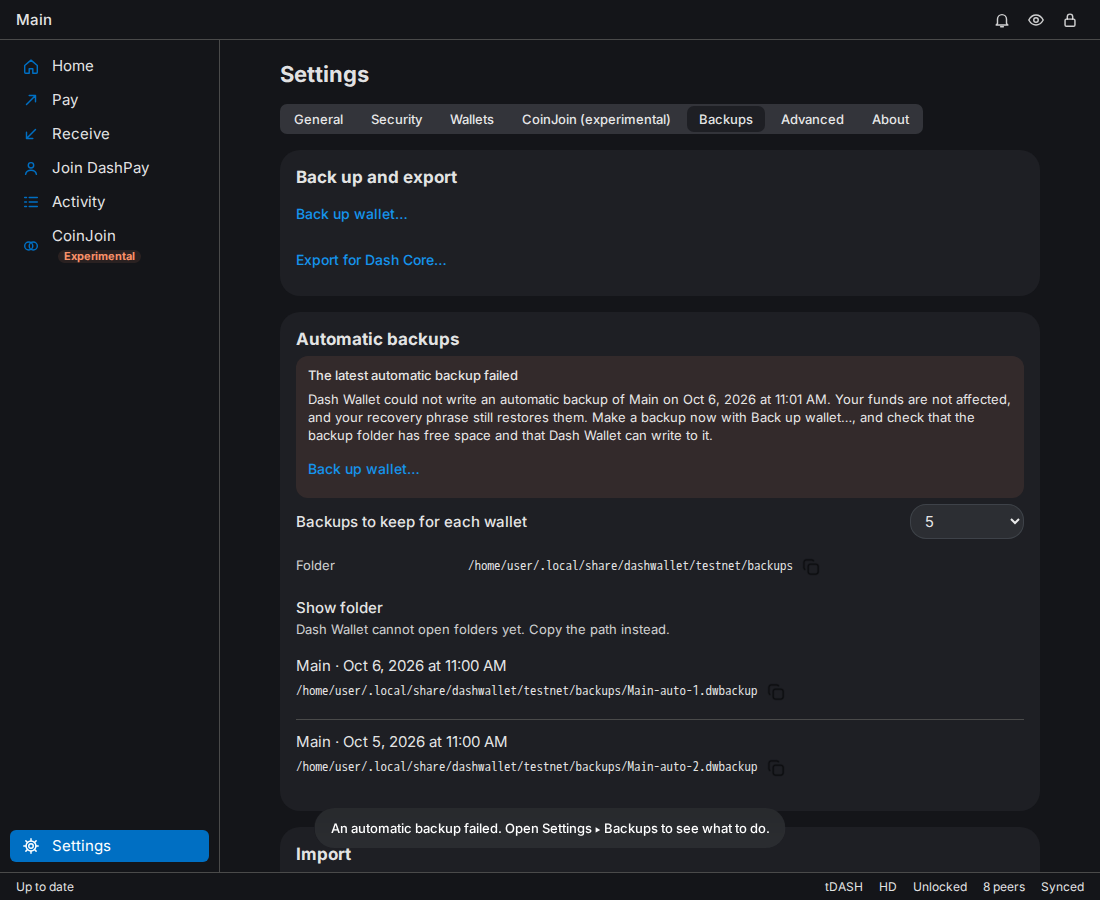 Main
Home
Pay
Receive
Join DashPay
Activity
CoinJoin
Experimental
Settings
Settings
General Security Wallets CoinJoin (experimental) Backups Advanced About
Back up and export
Back up wallet...
Export for Dash Core...
Automatic backups
The latest automatic backup failed
Dash Wallet could not write an automatic backup of Main on Oct 6, 2026 at 11:01 AM. Your funds are not affected,
and your recovery phrase still restores them. Make a backup now with Back up wallet..., and check that the
backup folder has free space and that Dash Wallet can write to it.
Back up wallet...
Backups to keep for each wallet 5
Folder /home/user/.local/share/dashwallet/testnet/backups
Show folder
Dash Wallet cannot open folders yet. Copy the path instead.
Main · Oct 6, 2026 at 11:00 AM
/home/user/.local/share/dashwallet/testnet/backups/Main-auto-1.dwbackup
Main · Oct 5, 2026 at 11:00 AM
/home/user/.local/share/dashwallet/testnet/backups/Main-auto-2.dwbackup
An automatic backup failed. Open Settings ▸ Backups to see what to do.
Import
Up to date tDASH HD Unlocked 8 peers Synced